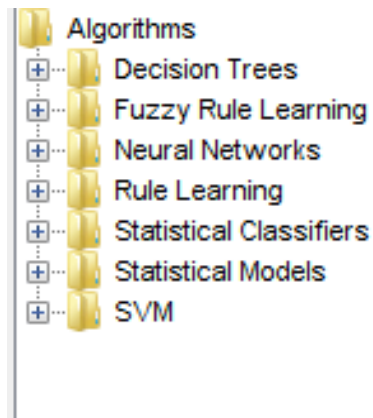 Algorithms
Decision Trees
Fuzzy Rule Learning
Neural Networks
Rule Learning
Statistical Classifiers
Statistical Models
SVM